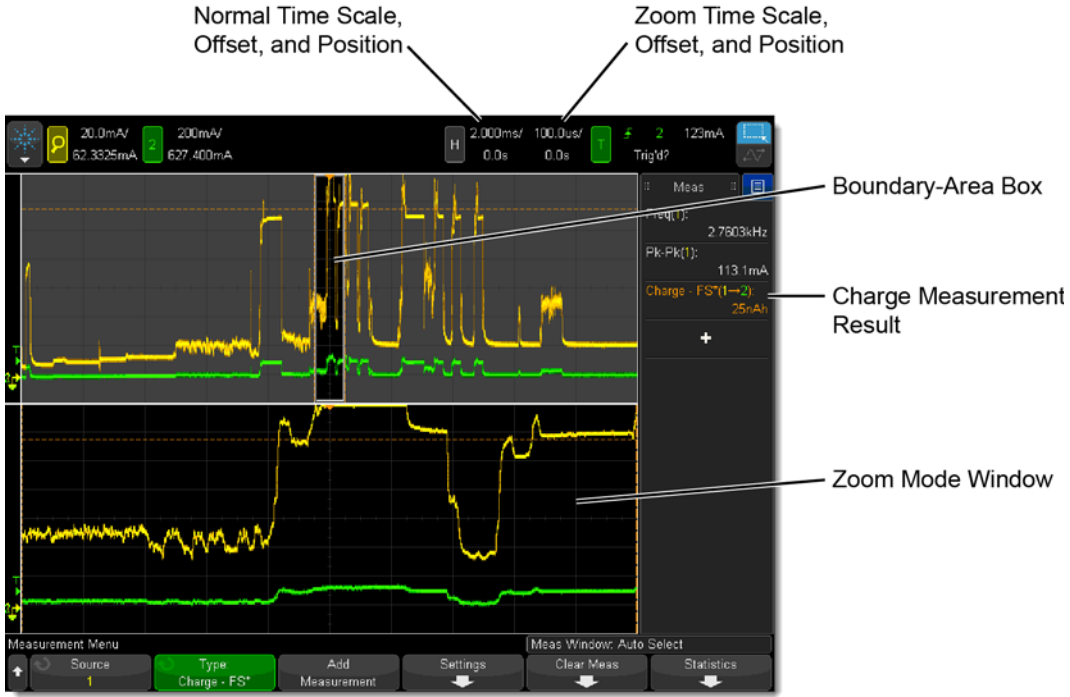 Normal Time Scale,
Offset, and Position
Zoom Time Scale,
Offset, and Position
20.0mA/
62.3325mA
2
200mA/
627.400mA
H
2.000ms/
0.0s
100.0us/
0.0s
T
2
123mA
Trig'd?
Meas
Freq(1):
2.7603kHz
Pk-Pk(1):
113.1mA
Charge - FS*(1→2):
25nAh
+
Boundary-Area Box
Charge Measurement
Result
Zoom Mode Window
T
2
T
2
Measurement Menu
Meas Window: Auto Select
Source
1
Type:
Charge - FS*
Add
Measurement
Settings
Clear Meas
Statistics